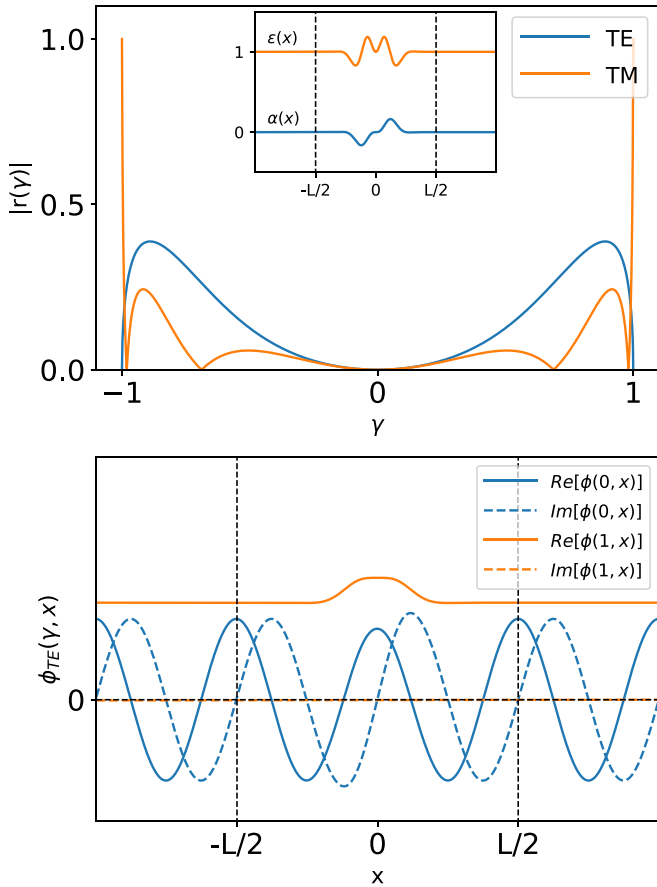 1.0
0.5
0.0
|r(γ)|
ε(x)
1
α(x)
0
-L/2
0
L/2
TE
TM
−1
0
1
γ
ϕ_TE(γ, x)
0
Re[ϕ(0, x)]
Im[ϕ(0, x)]
Re[ϕ(1, x)]
Im[ϕ(1, x)]
-L/2
0
L/2
x